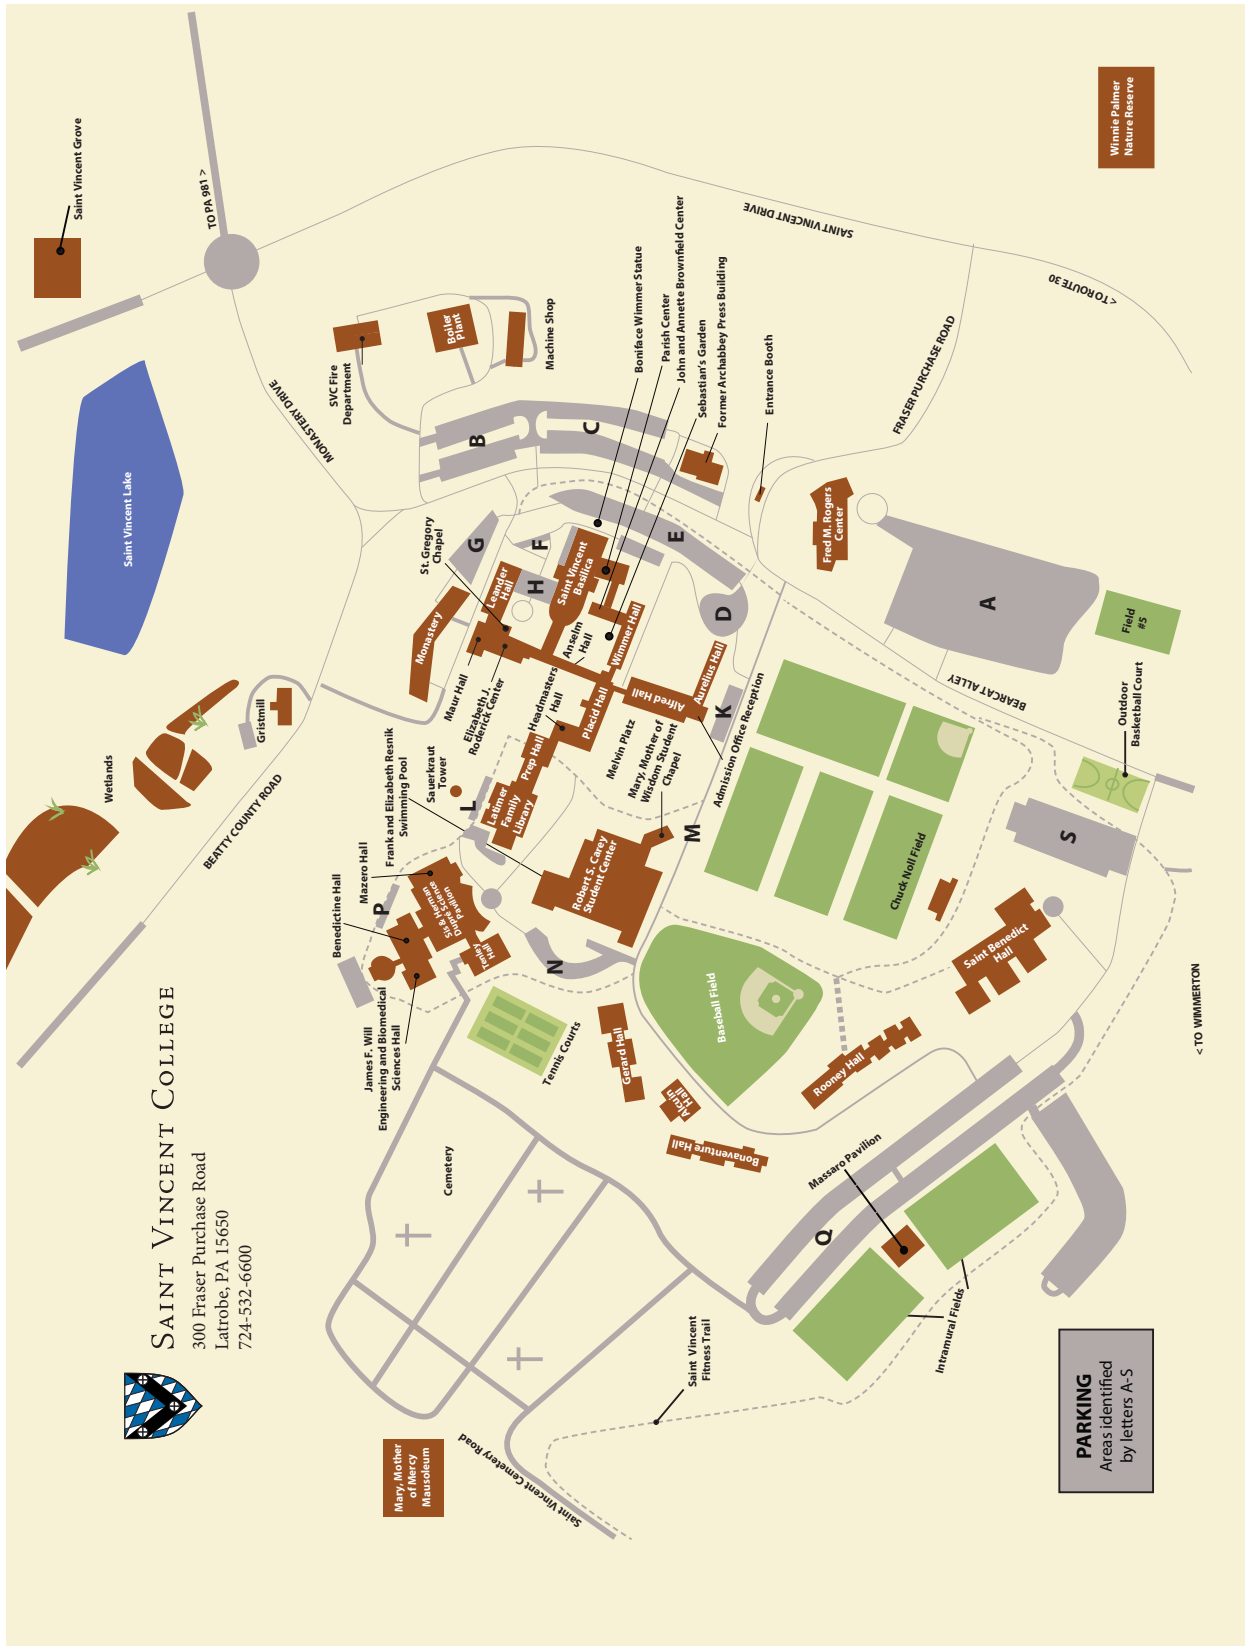 SAINT VINCENT COLLEGE
300 Fraser Purchase Road
Latrobe, PA 15650
724-532-6600
Saint Vincent Grove
TO PA 981 >
Saint Vincent Lake
MONASTERY DRIVE
Wetlands
Gristmill
BEATTY COUNTY ROAD
SVC Fire
Department
Boiler
Plant
Machine Shop
B
C
Boniface Wimmer Statue
Parish Center
John and Annette Brownfield Center
Sebastian's Garden
Former Archabbey Press Building
Entrance Booth
SAINT VINCENT DRIVE
< TO ROUTE 30
FRASER PURCHASE ROAD
Winnie Palmer
Nature Reserve
St. Gregory
Chapel
G
F
H
E
D
Leander
Hall
Saint Vincent
Basilica
Monastery
Maur Hall
Elizabeth J.
Roderick Center
Anselm
Hall
Wimmer Hall
Headmasters
Hall
Placid Hall
Alfred Hall
Aurelius Hall
K
Admission Office Reception
Melvin Platz
Mary, Mother of
Wisdom Student
Chapel
Prep Hall
Latimer
Family
Library
L
Sauerkraut
Tower
Frank and Elizabeth Resnik
Swimming Pool
Mazero Hall
Benedictine Hall
P
Sis & Herman
Dupré Science
Pavilion
Tenley
Hall
James F. Will
Engineering and Biomedical
Sciences Hall
Robert S. Carey
Student Center
M
N
Fred M. Rogers
Center
A
Field
#5
BEARCAT ALLEY
Outdoor
Basketball Court
S
Chuck Noll Field
Saint Benedict
Hall
< TO WIMMERTON
Baseball Field
Tennis Courts
Gerard Hall
Alcuin
Hall
Bonaventure Hall
Rooney Hall
Massaro Pavilion
Q
Intramural Fields
Cemetery
Saint Vincent
Fitness Trail
Saint Vincent Cemetery Road
Mary, Mother
of Mercy
Mausoleum
PARKING
Areas identified
by letters A-S